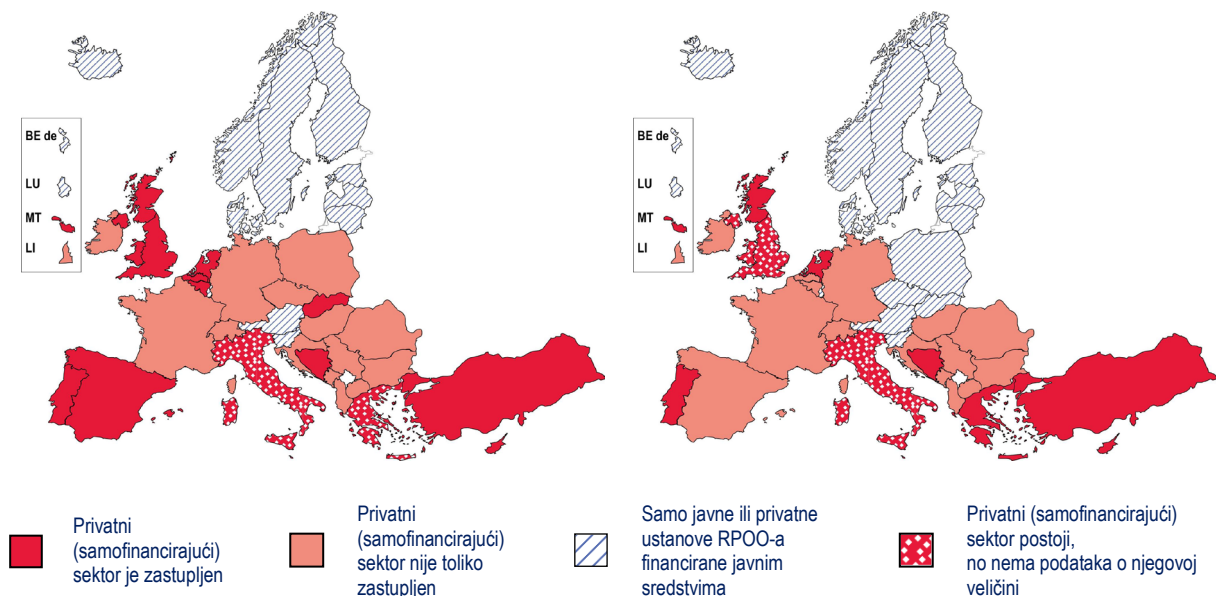 BE de
LU
MT
LI
BE de
LU
MT
LI
Privatni
(samofinancirajući)
sektor je zastupljen
Privatni
(samofinancirajući)
sektor nije toliko
zastupljen
Samo javne ili privatne
ustanove RPOO-a
financirane javnim
sredstvima
Privatni (samofinancirajući)
sektor postoji,
no nema podataka o njegovoj
veličini